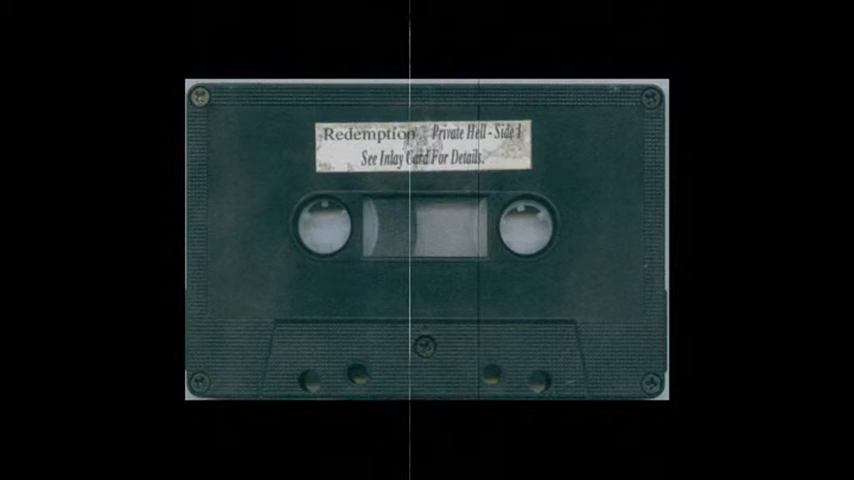 Redemption Private Hell - Side 1
See Inlay Card For Details.